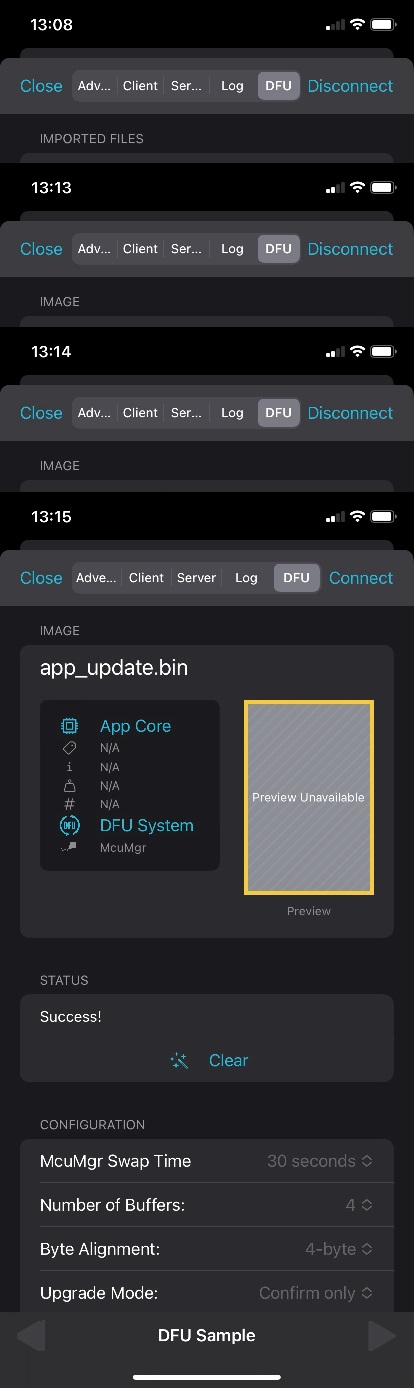 13:08
Close Adv... Client Ser... Log DFU Disconnect
IMPORTED FILES
13:13
Close Adv... Client Ser... Log DFU Disconnect
IMAGE
13:14
Close Adv... Client Ser... Log DFU Disconnect
IMAGE
13:15
Close Adve... Client Server Log DFU Connect
IMAGE
app_update.bin
App Core
N/A
i N/A
N/A
# N/A
DFU DFU System
McuMgr
Preview Unavailable
Preview
STATUS
Success!
Clear
CONFIGURATION
McuMgr Swap Time 30 seconds
Number of Buffers: 4
Byte Alignment: 4-byte
Upgrade Mode: Confirm only
DFU Sample